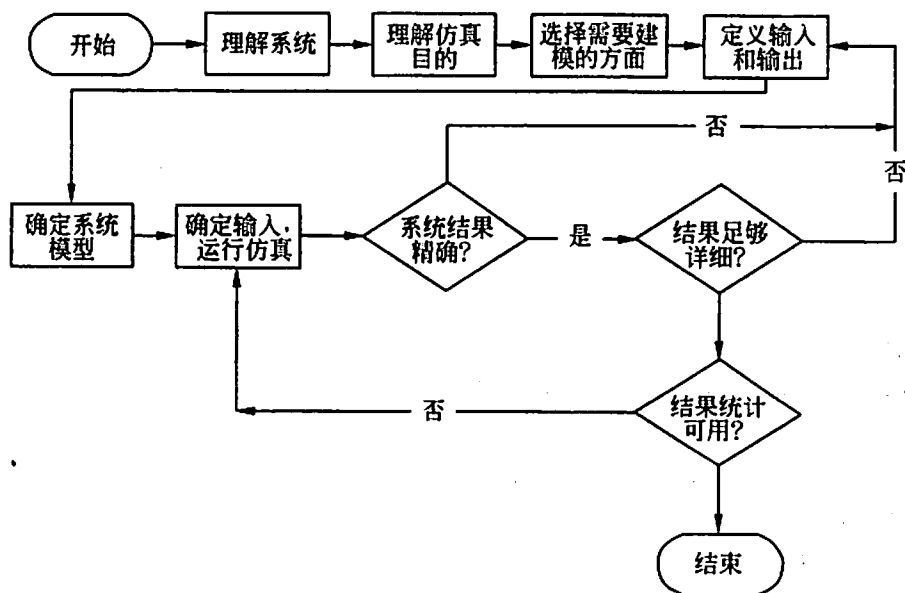 开始
理解系统
理解仿真
目的
选择需要建
模的方面
定义输入
和输出
否
否
确定系统
模型
确定输入，
运行仿真
系统结果
精确？
是
结果足够
详细？
否
结果统计
可用？
结束